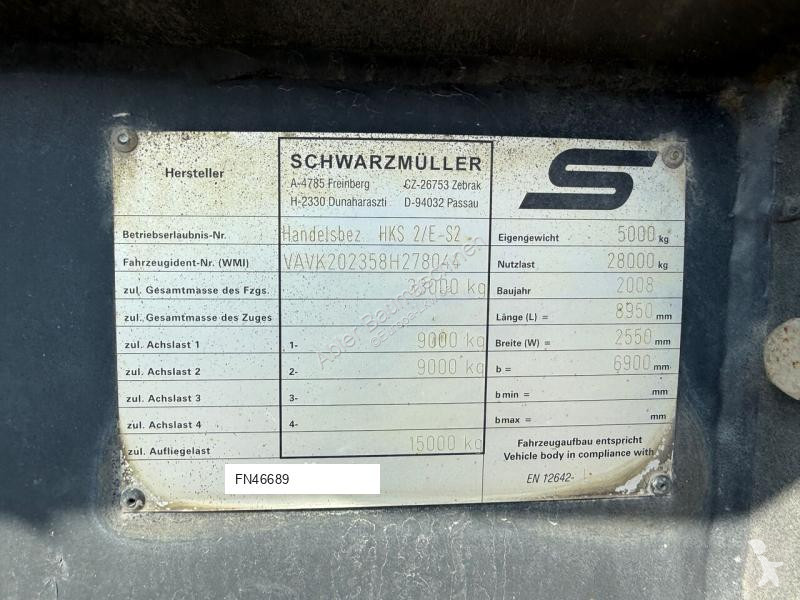 Hersteller
SCHWARZMÜLLER
A-4785 Freinberg CZ-26753 Zebrak
H-2330 Dunaharaszti D-94032 Passau
Betriebserlaubnis-Nr. Handelsbez. HKS 2/E-S2
Fahrzeugident-Nr. (WMI) VAVK202358H278044
zul. Gesamtmasse des Fzgs. 33000 kg
zul. Gesamtmasse des Zuges
zul. Achslast 1 1- 9000 kg
zul. Achslast 2 2- 9000 kg
zul. Achslast 3 3-
zul. Achslast 4 4-
zul. Aufliegelast 15000 kg
Eigengewicht 5000 kg
Nutzlast 28000 kg
Baujahr 2008
Länge (L) = 8950 mm
Breite (W) = 2550 mm
b = 6900 mm
b min = mm
b max = mm
Fahrzeugaufbau entspricht
Vehicle body in compliance with
EN 12642-
FN46689